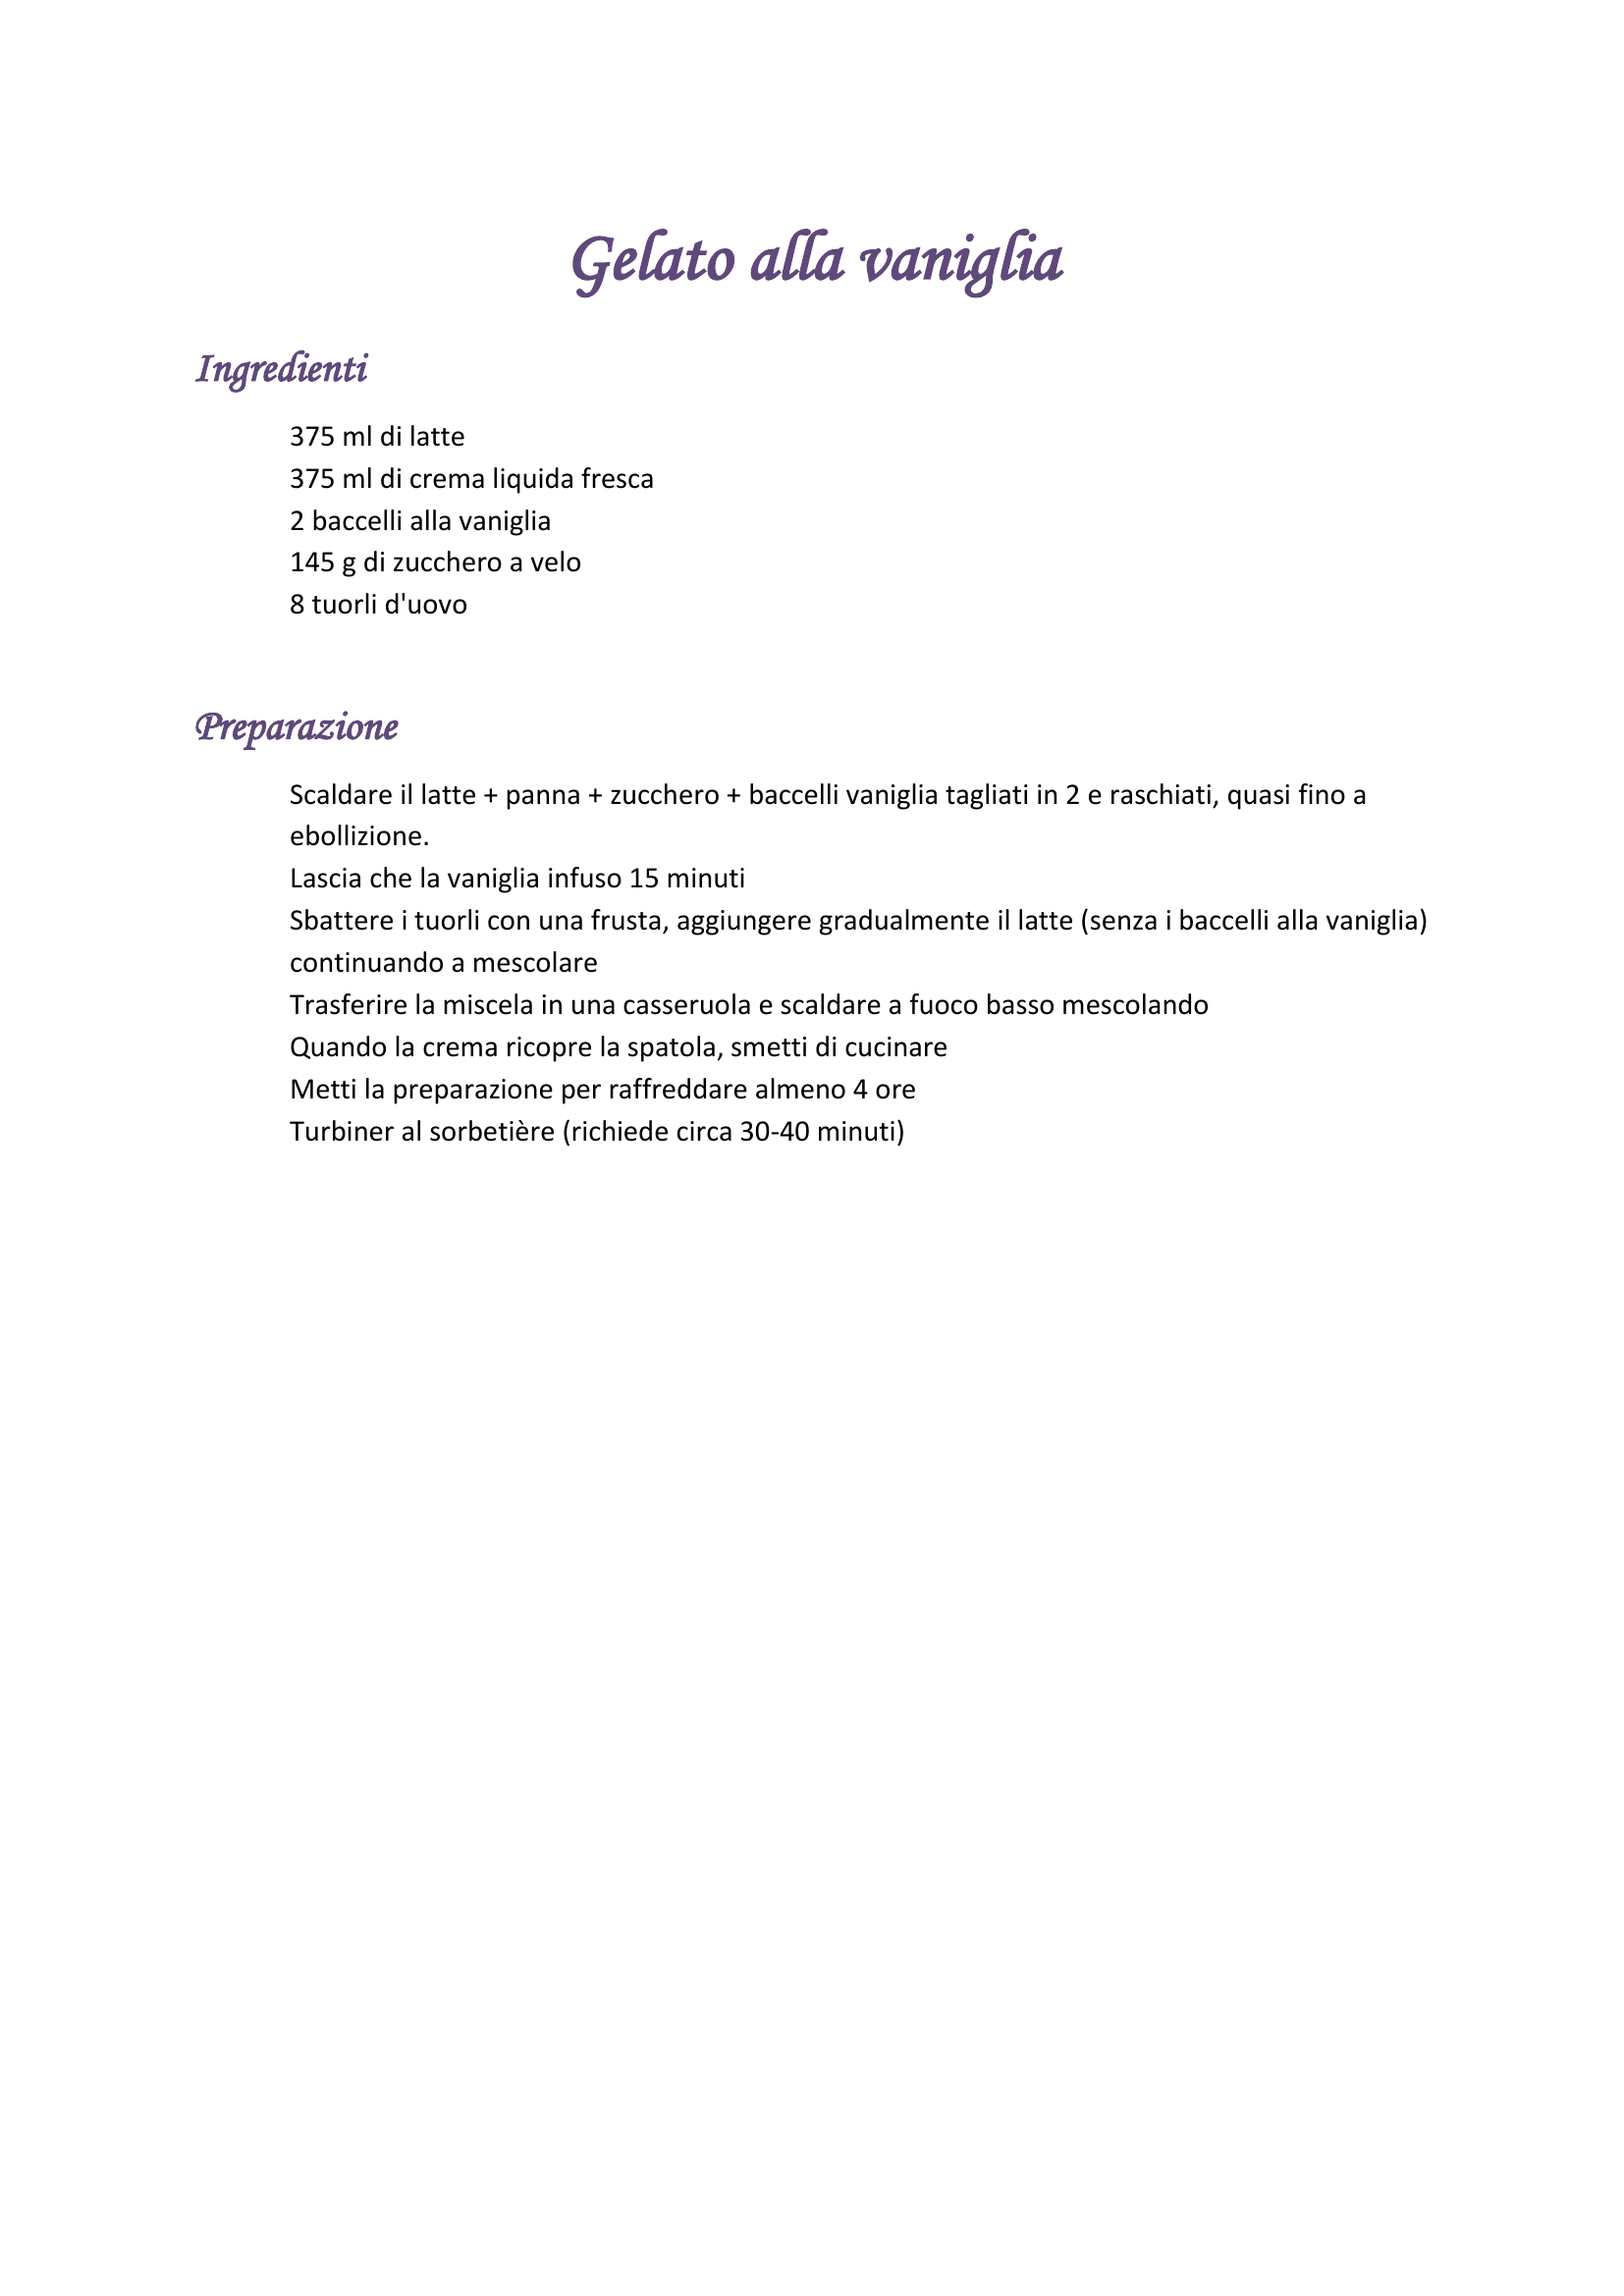 Gelato alla vaniglia
Ingredienti
375 ml di latte
375 ml di crema liquida fresca
2 baccelli alla vaniglia
145 g di zucchero a velo
8 tuorli d'uovo
Preparazione
Scaldare il latte + panna + zucchero + baccelli vaniglia tagliati in 2 e raschiati, quasi fino a
ebollizione.
Lascia che la vaniglia infuso 15 minuti
Sbattere i tuorli con una frusta, aggiungere gradualmente il latte (senza i baccelli alla vaniglia)
continuando a mescolare
Trasferire la miscela in una casseruola e scaldare a fuoco basso mescolando
Quando la crema ricopre la spatola, smetti di cucinare
Metti la preparazione per raffreddare almeno 4 ore
Turbiner al sorbetière (richiede circa 30-40 minuti)